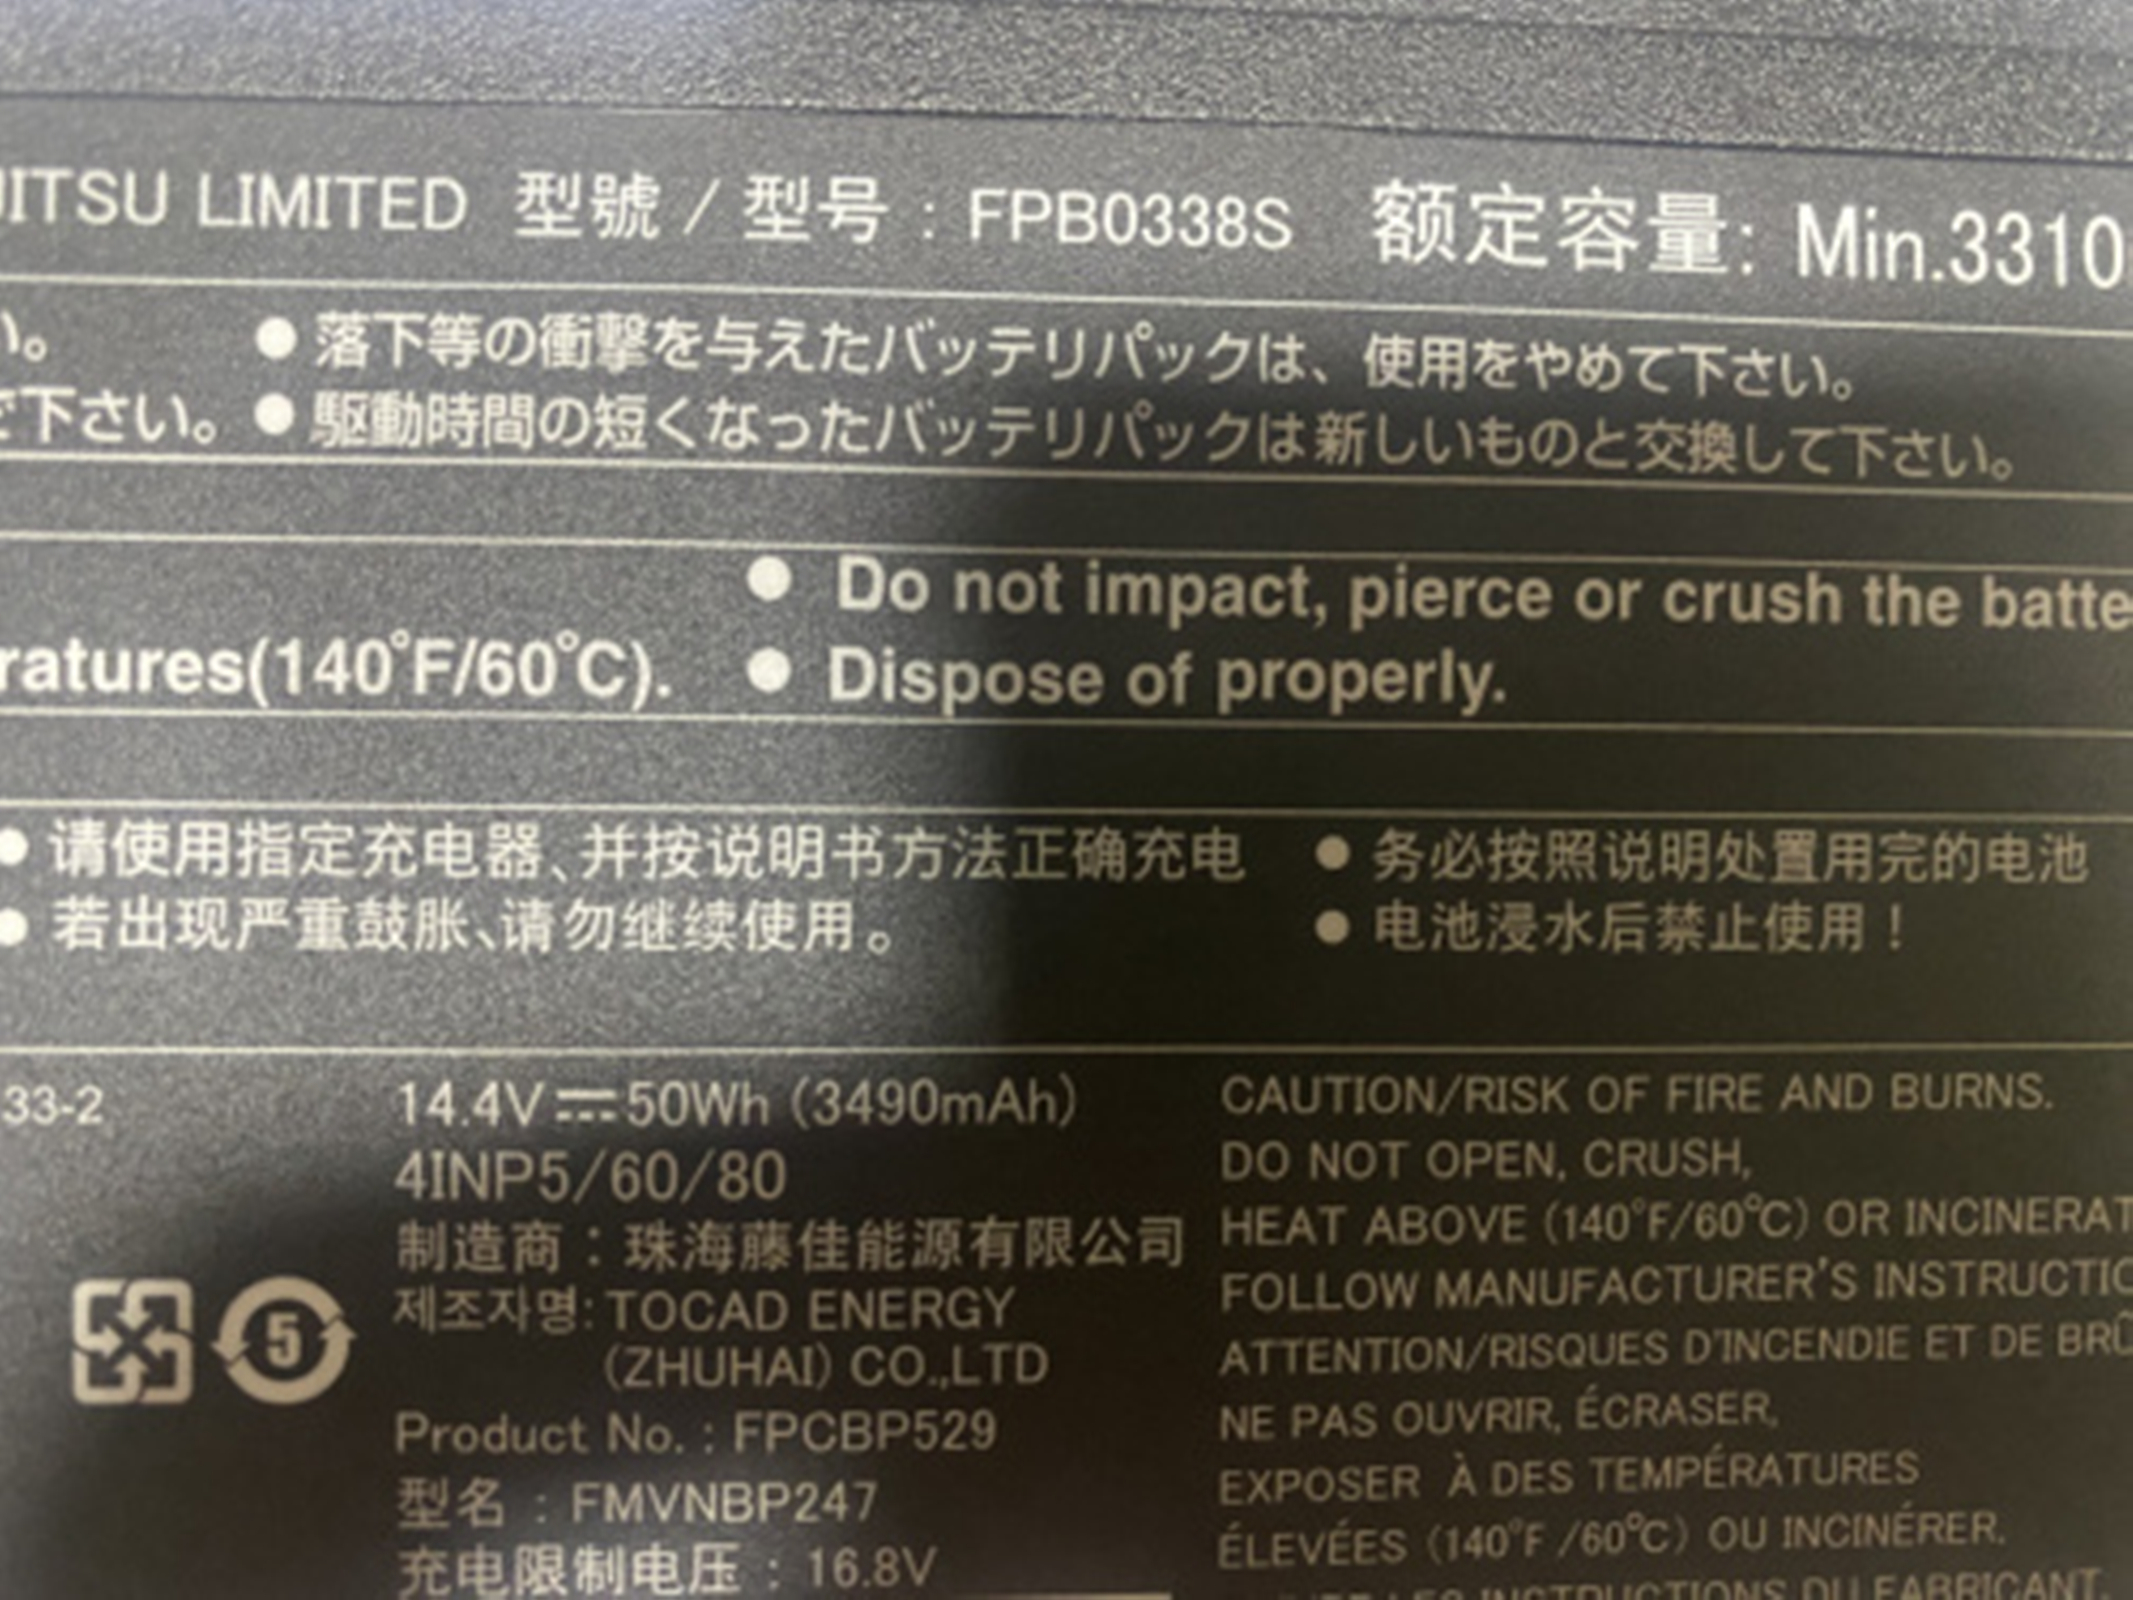 JITSU LIMITED 型號 / 型号 : FPB0338S 额定容量: Min.3310
い。 ● 落下等の衝撃を与えたバッテリパックは、使用をやめて下さい。
で下さい。 ● 駆動時間の短くなったバッテリパックは新しいものと交換して下さい。
● Do not impact, pierce or crush the batte
ratures(140°F/60°C). ● Dispose of properly.
● 请使用指定充电器、并按说明书方法正确充电 ● 务必按照说明处置用完的电池
● 若出现严重鼓胀、请勿继续使用。 ● 电池浸水后禁止使用！
33-2
14.4V⎓50Wh (3490mAh)
4INP5/60/80
制造商：珠海藤佳能源有限公司
제조자명: TOCAD ENERGY
(ZHUHAI) CO.,LTD
5
Product No. : FPCBP529
型名 : FMVNBP247
充电限制电压 : 16.8V
CAUTION/RISK OF FIRE AND BURNS.
DO NOT OPEN, CRUSH,
HEAT ABOVE (140°F/60°C) OR INCINERAT
FOLLOW MANUFACTURER'S INSTRUCTIO
ATTENTION/RISQUES D'INCENDIE ET DE BRÛ
NE PAS OUVRIR, ÉCRASER,
EXPOSER À DES TEMPÉRATURES
ÉLEVÉES (140°F /60°C) OU INCINÉRER.
LES INSTRUCTIONS DU FABRICANT.